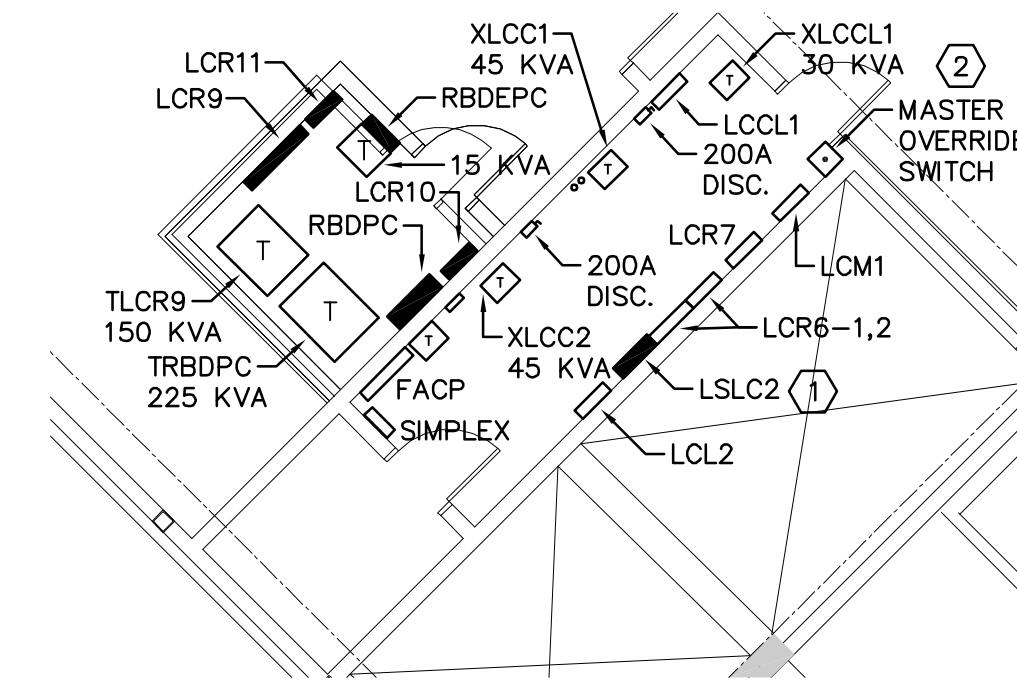 XLCC1
45 KVA
XLCCL1
30 KVA
2
LCR11
LCR9
RBDEPC
MASTER
OVERRIDE
SWITCH
LCCL1
200A
DISC.
T
T
15 KVA
T
LCR10
RBDPC
LCR7
T
200A
DISC.
LCM1
T
TLCR9
150 KVA
T
LCR6-1,2
XLCC2
45 KVA
T
TRBDPC
225 KVA
FACP
LSLC2
1
SIMPLEX
LCL2